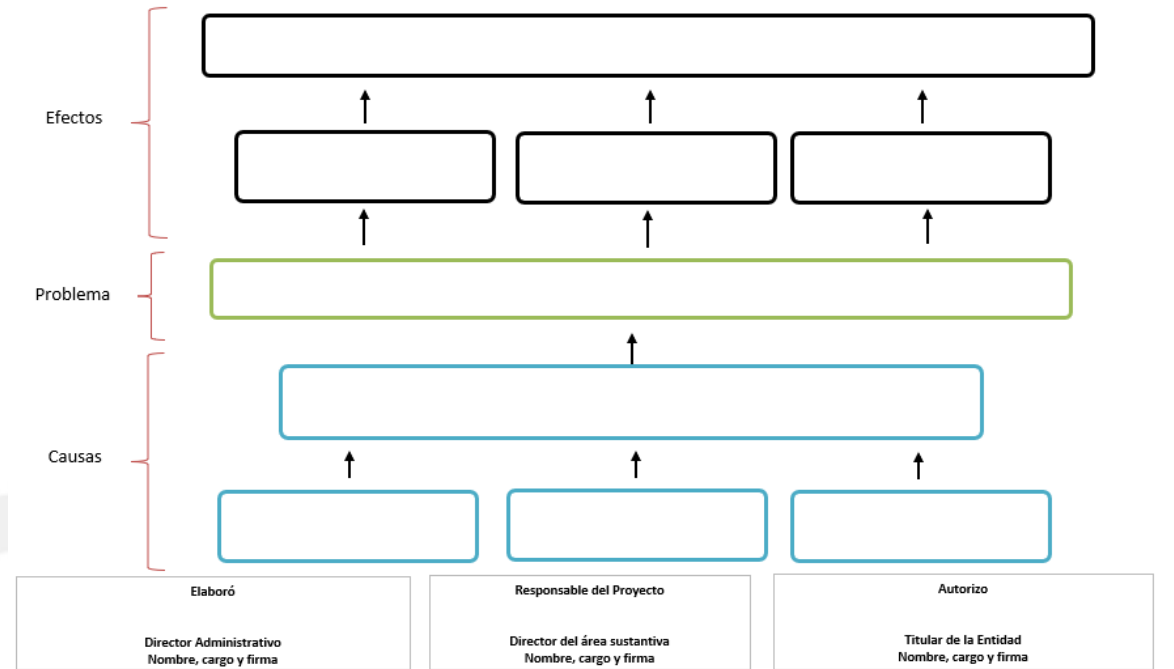 Efectos
Problema
Causas
Elaboró
Director Administrativo
Nombre, cargo y firma
Responsable del Proyecto
Director del área sustantiva
Nombre, cargo y firma
Autorizo
Titular de la Entidad
Nombre, cargo y firma